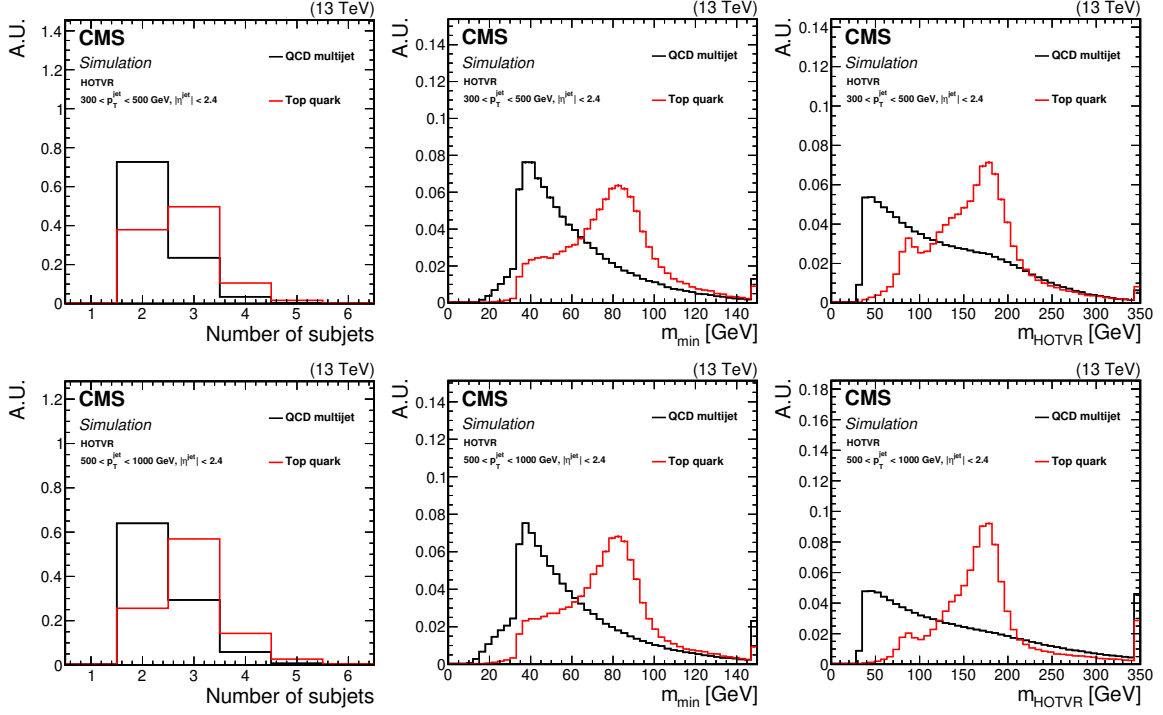 (13 TeV)
A.U.
CMS
Simulation
HOTVR
300 < p_T^jet < 500 GeV, |η^jet| < 2.4
QCD multijet
Top quark
1.4
1.2
1
0.8
0.6
0.4
0.2
0
1 2 3 4 5 6
Number of subjets
(13 TeV)
A.U.
CMS
Simulation
HOTVR
300 < p_T^jet < 500 GeV, |η^jet| < 2.4
QCD multijet
Top quark
0.14
0.12
0.1
0.08
0.06
0.04
0.02
0
0 20 40 60 80 100 120 140
m_min [GeV]
(13 TeV)
A.U.
CMS
Simulation
HOTVR
300 < p_T^jet < 500 GeV, |η^jet| < 2.4
QCD multijet
Top quark
0.14
0.12
0.1
0.08
0.06
0.04
0.02
0
0 50 100 150 200 250 300 350
m_HOTVR [GeV]
(13 TeV)
A.U.
CMS
Simulation
HOTVR
500 < p_T^jet < 1000 GeV, |η^jet| < 2.4
QCD multijet
Top quark
1.2
1
0.8
0.6
0.4
0.2
0
1 2 3 4 5 6
Number of subjets
(13 TeV)
A.U.
CMS
Simulation
HOTVR
500 < p_T^jet < 1000 GeV, |η^jet| < 2.4
QCD multijet
Top quark
0.14
0.12
0.1
0.08
0.06
0.04
0.02
0
0 20 40 60 80 100 120 140
m_min [GeV]
(13 TeV)
A.U.
CMS
Simulation
HOTVR
500 < p_T^jet < 1000 GeV, |η^jet| < 2.4
QCD multijet
Top quark
0.18
0.16
0.14
0.12
0.1
0.08
0.06
0.04
0.02
0
0 50 100 150 200 250 300 350
m_HOTVR [GeV]